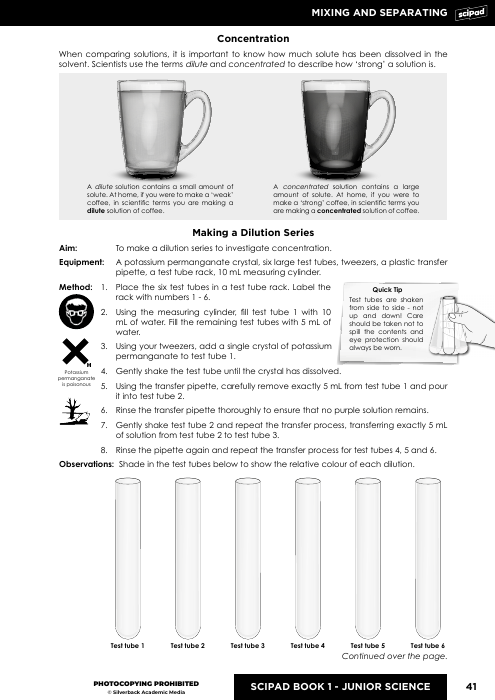 MIXING AND SEPARATING scipad
Concentration
When comparing solutions, it is important to know how much solute has been dissolved in the
solvent. Scientists use the terms dilute and concentrated to describe how 'strong' a solution is.
A dilute solution contains a small amount of
solute. At home, if you were to make a 'weak'
coffee, in scientific terms you are making a
dilute solution of coffee.
A concentrated solution contains a large
amount of solute. At home, if you were to
make a 'strong' coffee, in scientific terms you
are making a concentrated solution of coffee.
Making a Dilution Series
Aim: To make a dilution series to investigate concentration.
Equipment: A potassium permanganate crystal, six large test tubes, tweezers, a plastic transfer
pipette, a test tube rack, 10 mL measuring cylinder.
Method: 1. Place the six test tubes in a test tube rack. Label the
rack with numbers 1 - 6.
2. Using the measuring cylinder, fill test tube 1 with 10
mL of water. Fill the remaining test tubes with 5 mL of
water.
3. Using your tweezers, add a single crystal of potassium
permanganate to test tube 1.
Quick Tip
Test tubes are shaken
from side to side - not
up and down! Care
should be taken not to
spill the contents and
eye protection should
always be worn.
H
Potassium
permanganate
is poisonous
4. Gently shake the test tube until the crystal has dissolved.
5. Using the transfer pipette, carefully remove exactly 5 mL from test tube 1 and pour
it into test tube 2.
6. Rinse the transfer pipette thoroughly to ensure that no purple solution remains.
7. Gently shake test tube 2 and repeat the transfer process, transferring exactly 5 mL
of solution from test tube 2 to test tube 3.
8. Rinse the pipette again and repeat the transfer process for test tubes 4, 5 and 6.
Observations: Shade in the test tubes below to show the relative colour of each dilution.
Test tube 1 Test tube 2 Test tube 3 Test tube 4 Test tube 5 Test tube 6
Continued over the page.
PHOTOCOPYING PROHIBITED
© Silverback Academic Media
SCIPAD BOOK 1 - JUNIOR SCIENCE 41